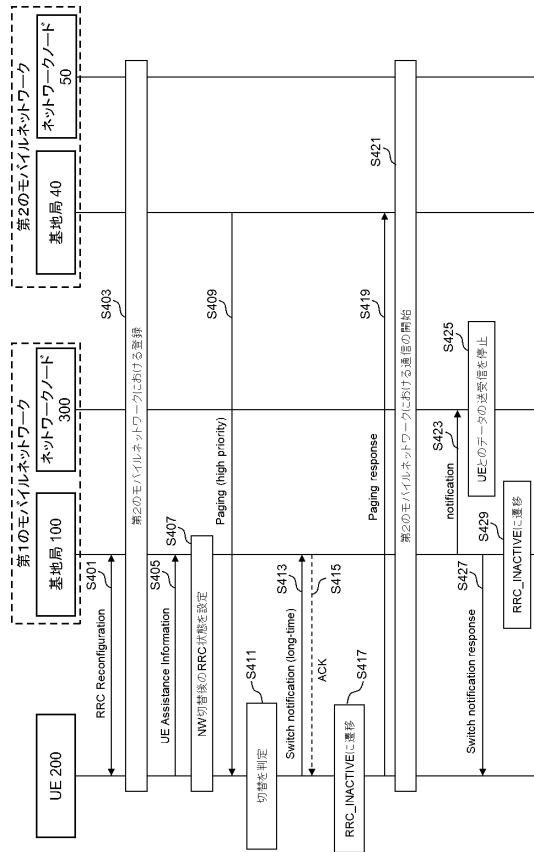 第1のモバイルネットワーク
第2のモバイルネットワーク
UE 200
基地局 100
ネットワークノード
300
基地局 40
ネットワークノード
50
S401
RRC Reconfiguration
S403
第2のモバイルネットワークにおける登録
S405
UE Assistance Information
S407
NW切替後のRRC状態を設定
S409
Paging (high priority)
S411
切替を判定
S413
Switch notification (long-time)
S415
ACK
S417
RRC_INACTIVEに遷移
S419
Paging response
S421
第2のモバイルネットワークにおける通信の開始
S423
notification
S425
UEとのデータの送受信を停止
S427
Switch notification response
S429
RRC_INACTIVEに遷移